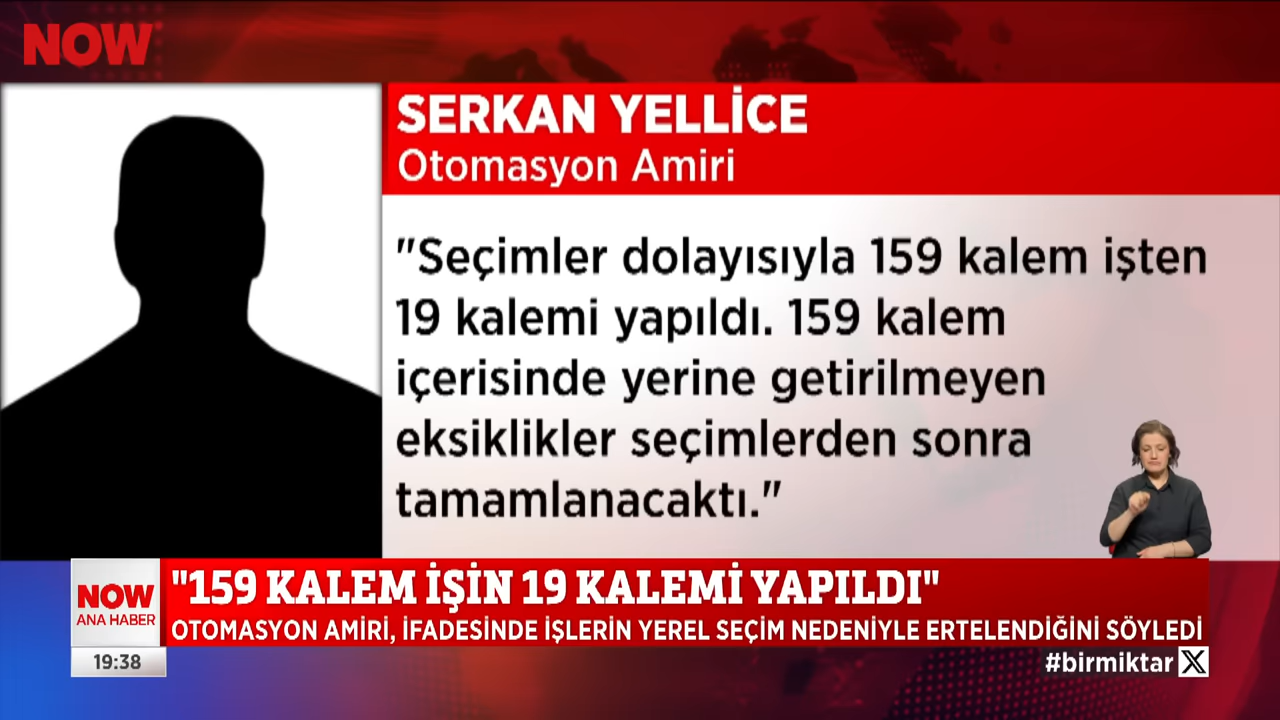 NOW
SERKAN YELLİCE
Otomasyon Amiri
"Seçimler dolayısıyla 159 kalem işten
19 kalemi yapıldı. 159 kalem
içerisinde yerine getirilmeyen
eksiklikler seçimlerden sonra
tamamlanacaktı."
NOW
ANA HABER
"159 KALEM İŞİN 19 KALEMİ YAPILDI"
OTOMASYON AMİRİ, İFADESİNDE İŞLERİN YEREL SEÇİM NEDENİYLE ERTELENDİĞİNİ SÖYLEDİ
19:38
#birmiktar X